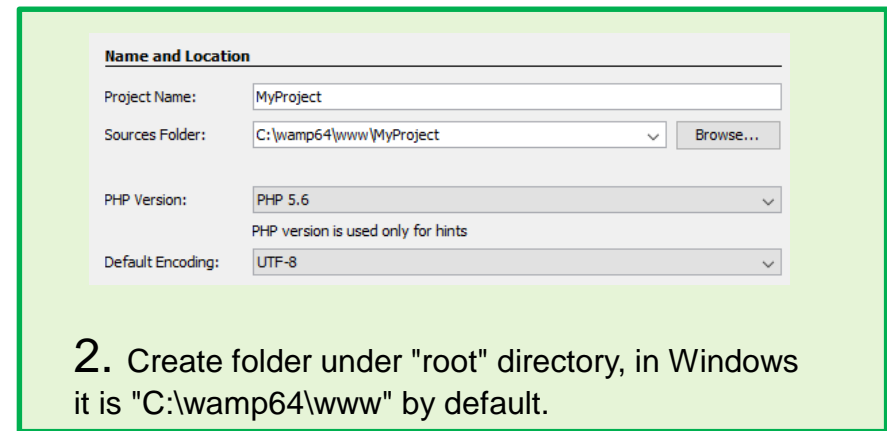 Name and Location
Project Name: MyProject
Sources Folder: C:\wamp64\www\MyProject Browse...
PHP Version: PHP 5.6
PHP version is used only for hints
Default Encoding: UTF-8
2. Create folder under "root" directory, in Windows
it is "C:\wamp64\www" by default.